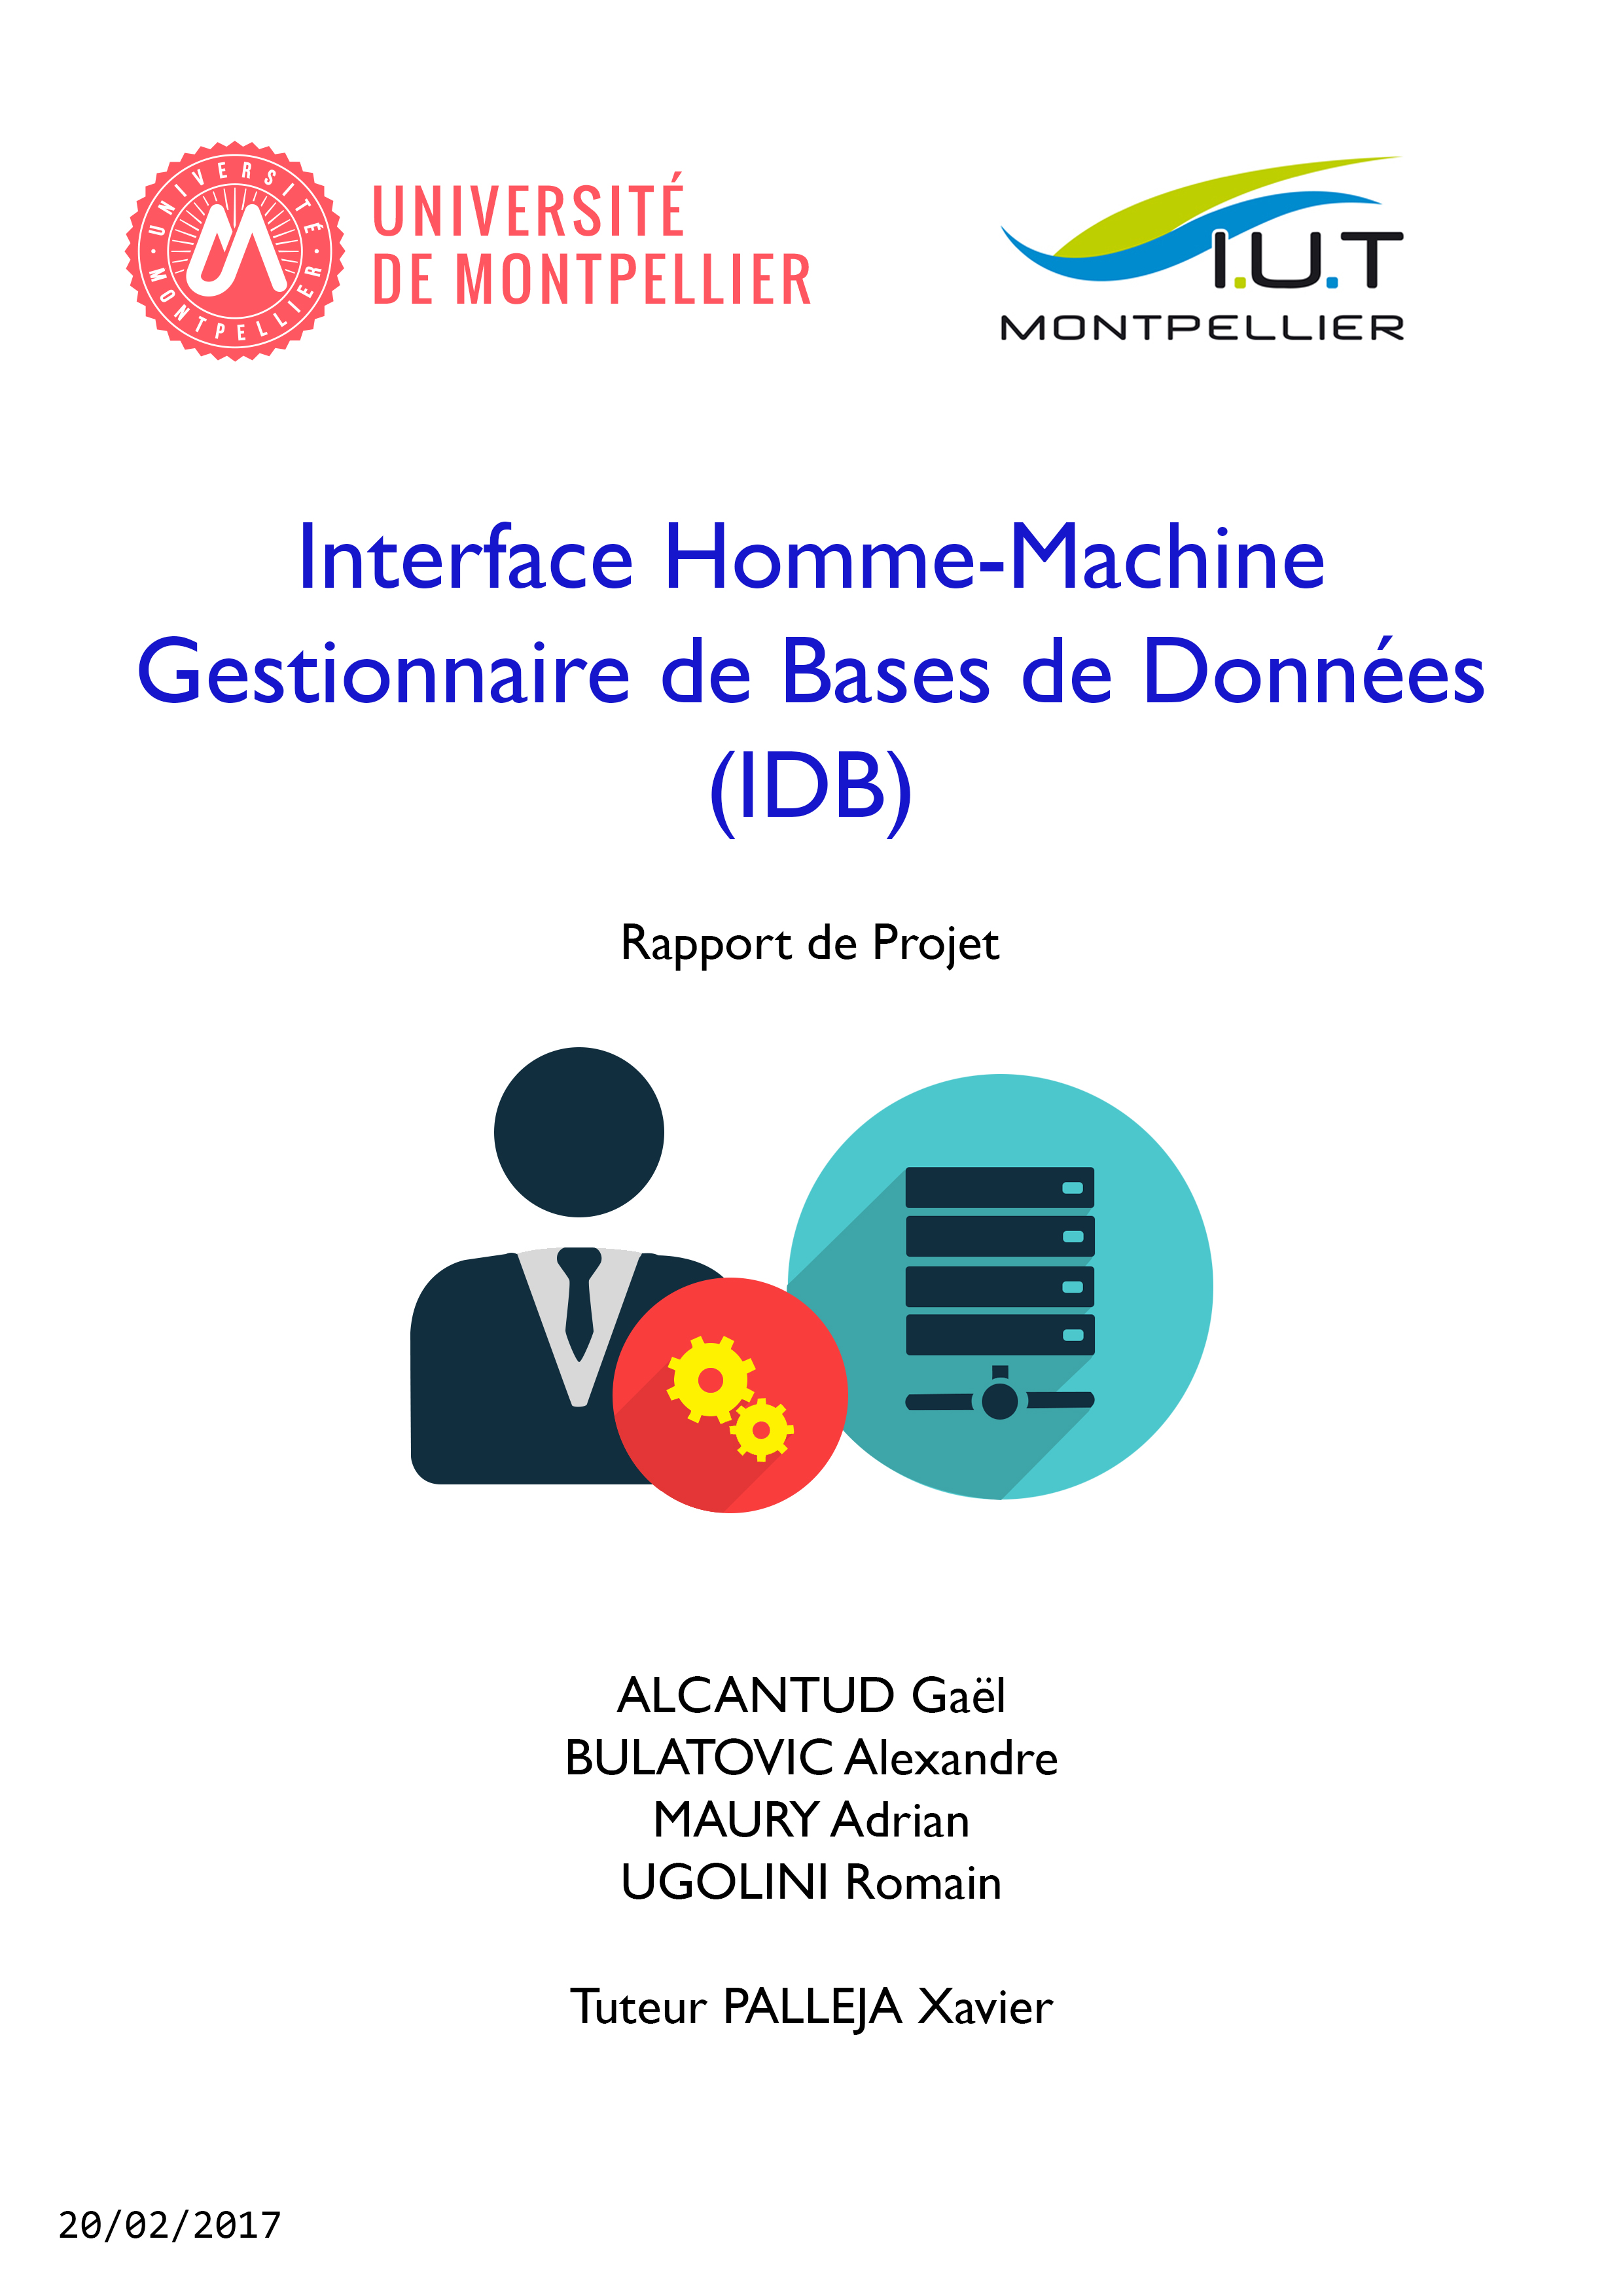 UNIVERSITÉ
MONTPELLIER
UNIVERSITÉ
DE MONTPELLIER
I.U.T
MONTPELLIER
Interface Homme-Machine
Gestionnaire de Bases de Données
(IDB)
Rapport de Projet
ALCANTUD Gaël
BULATOVIC Alexandre
MAURY Adrian
UGOLINI Romain
Tuteur PALLEJA Xavier
20/02/2017